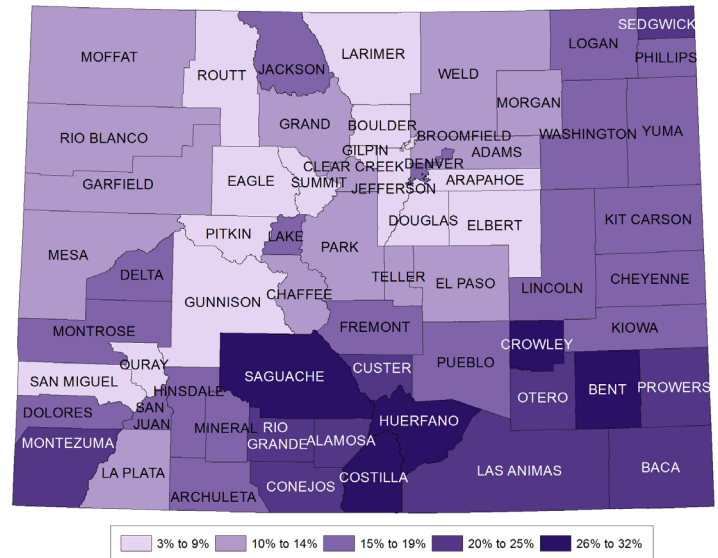 SEDGWICK
LARIMER
LOGAN
MOFFAT
PHILLIPS
JACKSON
ROUTT
WELD
MORGAN
GRAND
BOULDER
RIO BLANCO
BROOMFIELD
WASHINGTON
YUMA
GILPIN
ADAMS
CLEAR CREEK
DENVER
GARFIELD
EAGLE
SUMMIT
JEFFERSON
ARAPAHOE
DOUGLAS
ELBERT
KIT CARSON
PITKIN
LAKE
PARK
MESA
DELTA
TELLER
EL PASO
CHEYENNE
LINCOLN
GUNNISON
CHAFFEE
MONTROSE
FREMONT
KIOWA
CROWLEY
OURAY
PUEBLO
CUSTER
SAGUACHE
SAN MIGUEL
HINSDALE
BENT
PROWERS
OTERO
DOLORES
SAN
JUAN
HUERFANO
MINERAL
RIO
GRANDE
ALAMOSA
MONTEZUMA
LA PLATA
COSTILLA
LAS ANIMAS
BACA
ARCHULETA
CONEJOS
3% to 9% 10% to 14% 15% to 19% 20% to 25% 26% to 32%